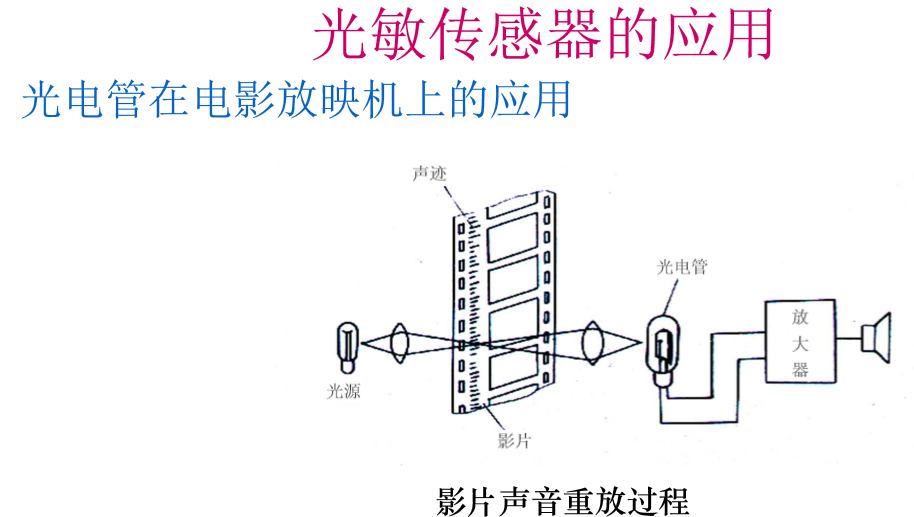 光敏传感器的应用
光电管在电影放映机上的应用
声迹
光电管
放
大
器
光源
影片
影片声音重放过程